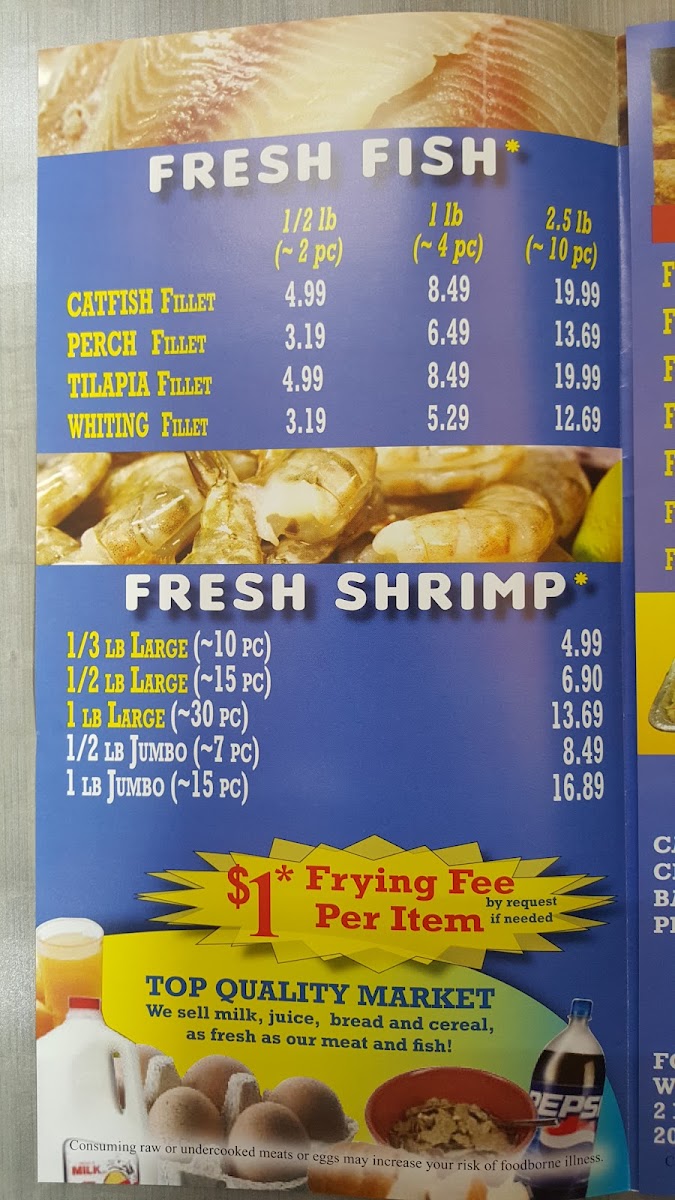 FRESH FISH*
1/2 lb 1 lb 2.5 lb
(~ 2 pc) (~ 4 pc) (~ 10 pc)
CATFISH FILLET 4.99 8.49 19.99
PERCH FILLET 3.19 6.49 13.69
TILAPIA FILLET 4.99 8.49 19.99
WHITING FILLET 3.19 5.29 12.69
FRESH SHRIMP*
1/3 LB LARGE (~10 PC) 4.99
1/2 LB LARGE (~15 PC) 6.90
1 LB LARGE (~30 PC) 13.69
1/2 LB JUMBO (~7 PC) 8.49
1 LB JUMBO (~15 PC) 16.89
$1* Frying Fee
Per Item
by request
if needed
TOP QUALITY MARKET
We sell milk, juice, bread and cereal,
as fresh as our meat and fish!
PEPSI
MILK
Consuming raw or undercooked meats or eggs may increase your risk of foodborne illness.